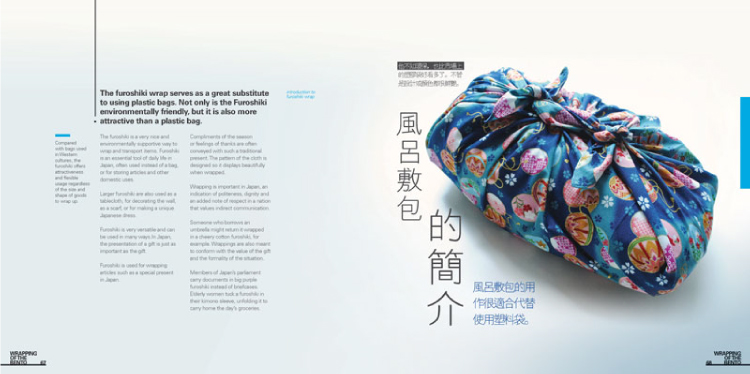 The furoshiki wrap serves as a great substitute
to using plastic bags. Not only is the Furoshiki
environmentally friendly, but it is also more
attractive than a plastic bag.
introduction to
furoshiki wrap
Compared
with bags used
in Western
cultures, the
furoshiki offers
attractiveness
and flexible
usage regardless
of the size and
shape of goods
to wrap up.
The furoshiki is a very nice and
environmentally supportive way to
wrap and transport items. Furoshiki
is an essential tool of daily life in
Japan, often used instead of a bag,
or for storing articles and other
domestic uses.
Larger furoshiki are also used as a
tablecloth, for decorating the wall,
as a scarf, or for making a unique
Japanese dress.
Furoshiki is very versatile and can
be used in many ways. In Japan,
the presentation of a gift is just as
important as the gift.
Furoshiki is used for wrapping
articles such as a special present
in Japan.
Compliments of the season
or feelings of thanks are often
conveyed with such a traditional
present. The pattern of the cloth is
designed so it displays beautifully
when wrapped.
Wrapping is important in Japan, an
indication of politeness, dignity and
an added note of respect in a nation
that values indirect communication.
Someone who borrows an
umbrella might return it wrapped
in a cheery cotton furoshiki, for
example. Wrappings are also meant
to conform with the value of the gift
and the formality of the situation.
Members of Japan's parliament
carry documents in big purple
furoshiki instead of briefcases.
Elderly women tuck a furoshiki in
their kimono sleeve, unfolding it to
carry home the day's groceries.
WRAPPING
OF THE
BENTO 47
風呂敷包
的簡介
風呂敷包的用
作很適合代替
使用塑料袋。
WRAPPING
OF THE
BENTO 48